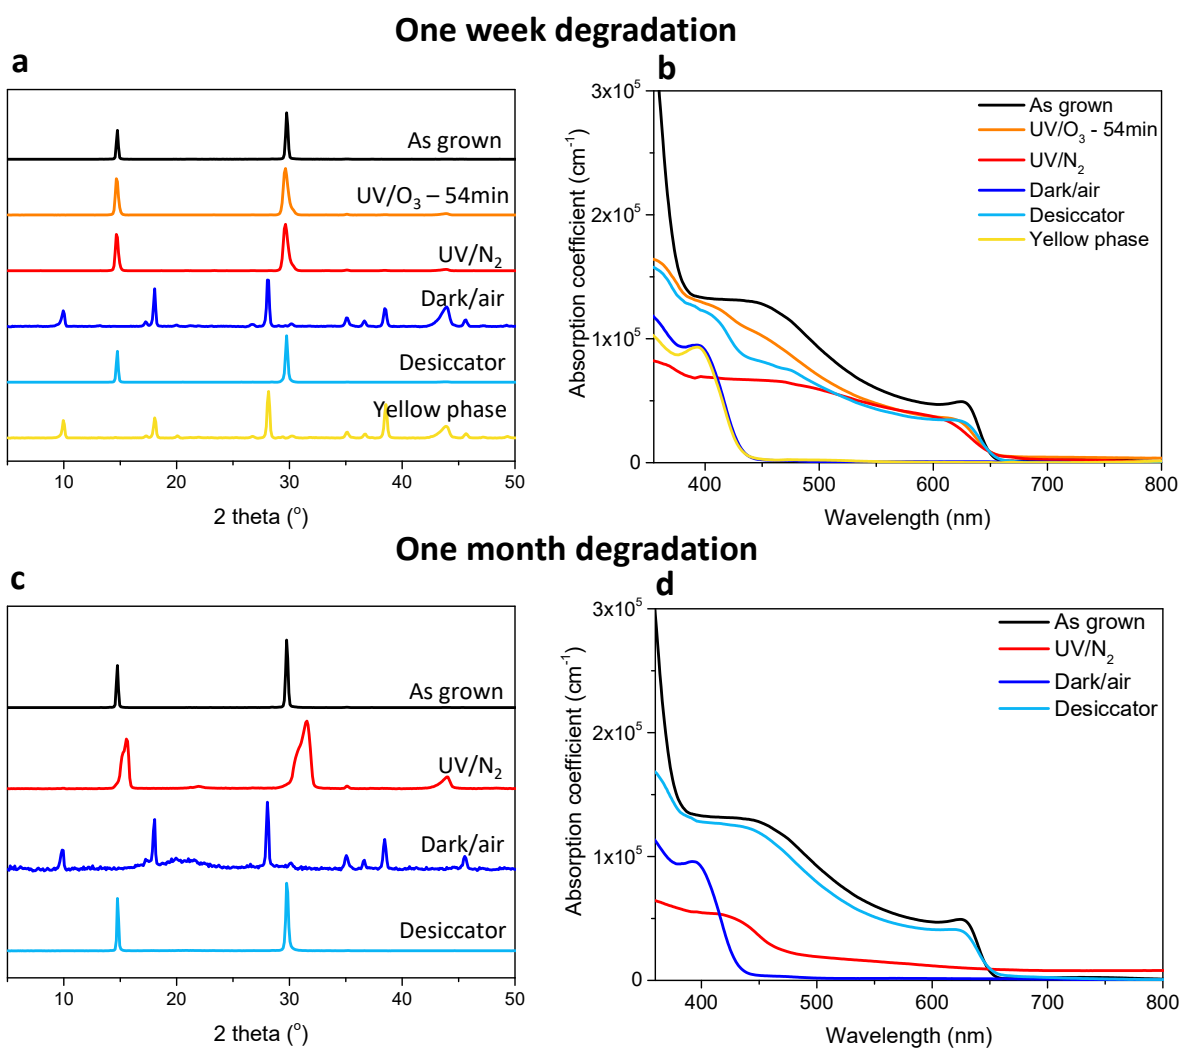 One week degradation
a
As grown
UV/O3 – 54min
UV/N2
Dark/air
Desiccator
Yellow phase
10 20 30 40 50
2 theta (o)
b
3x10^5
2x10^5
1x10^5
0
Absorption coefficient (cm-1)
As grown
UV/O3 - 54min
UV/N2
Dark/air
Desiccator
Yellow phase
400 500 600 700 800
Wavelength (nm)
One month degradation
c
As grown
UV/N2
Dark/air
Desiccator
10 20 30 40 50
2 theta (o)
d
3x10^5
2x10^5
1x10^5
0
Absorption coefficient (cm-1)
As grown
UV/N2
Dark/air
Desiccator
400 500 600 700 800
Wavelength (nm)